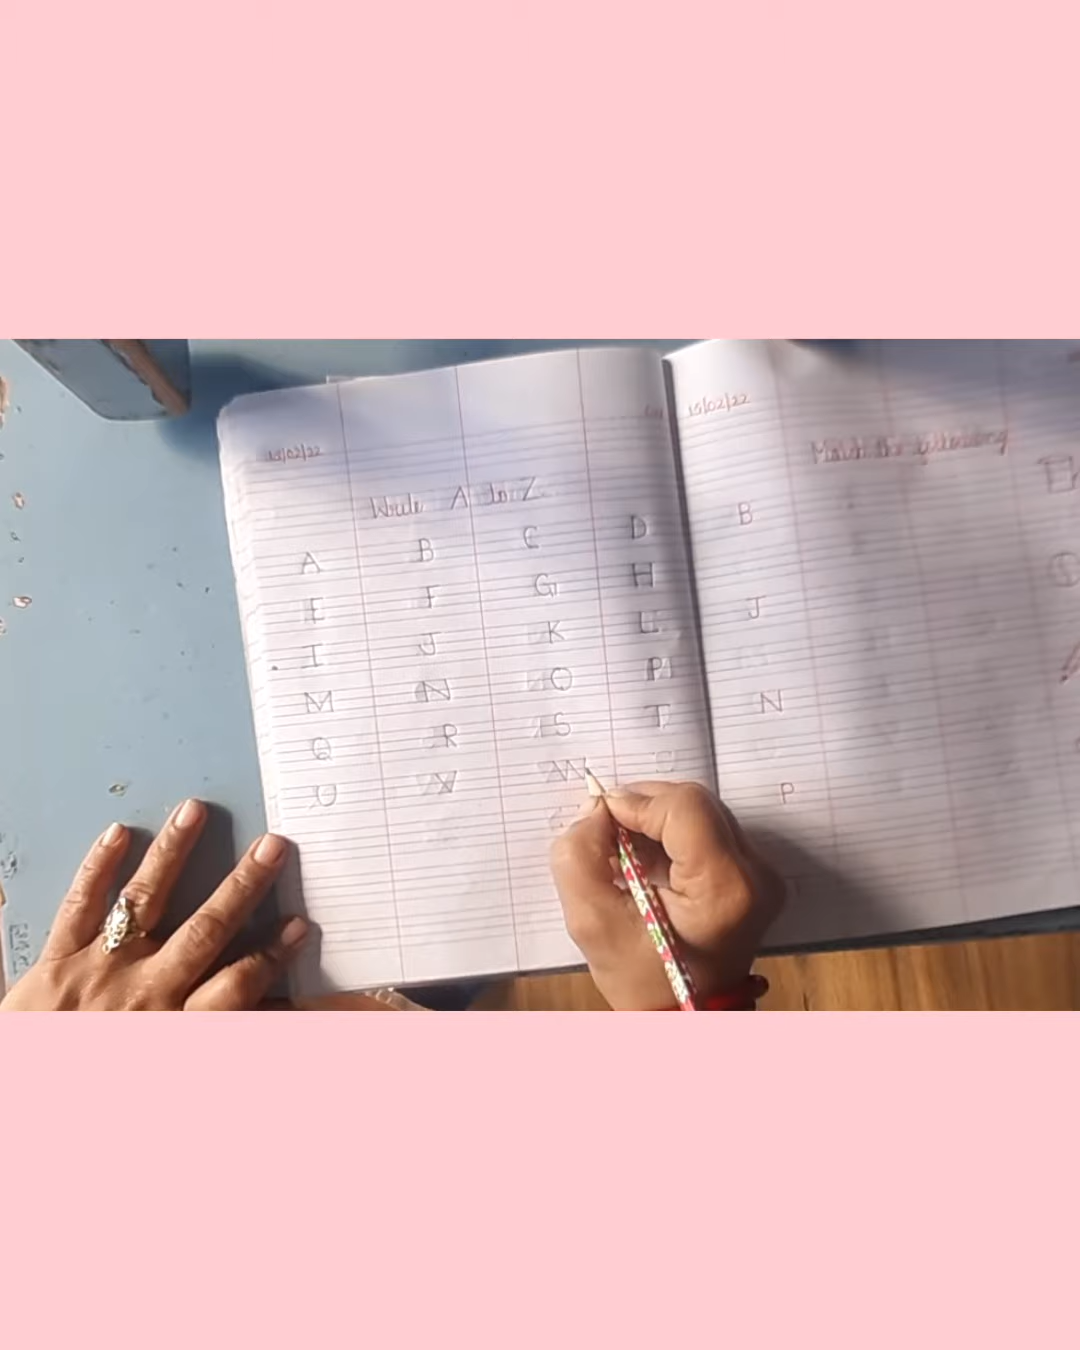 15/02/22
Write A to Z
A B C D
E F G H
I J K L
M N O P
Q R S T
U V W
15/02/22
Match the following
B
J
N
P